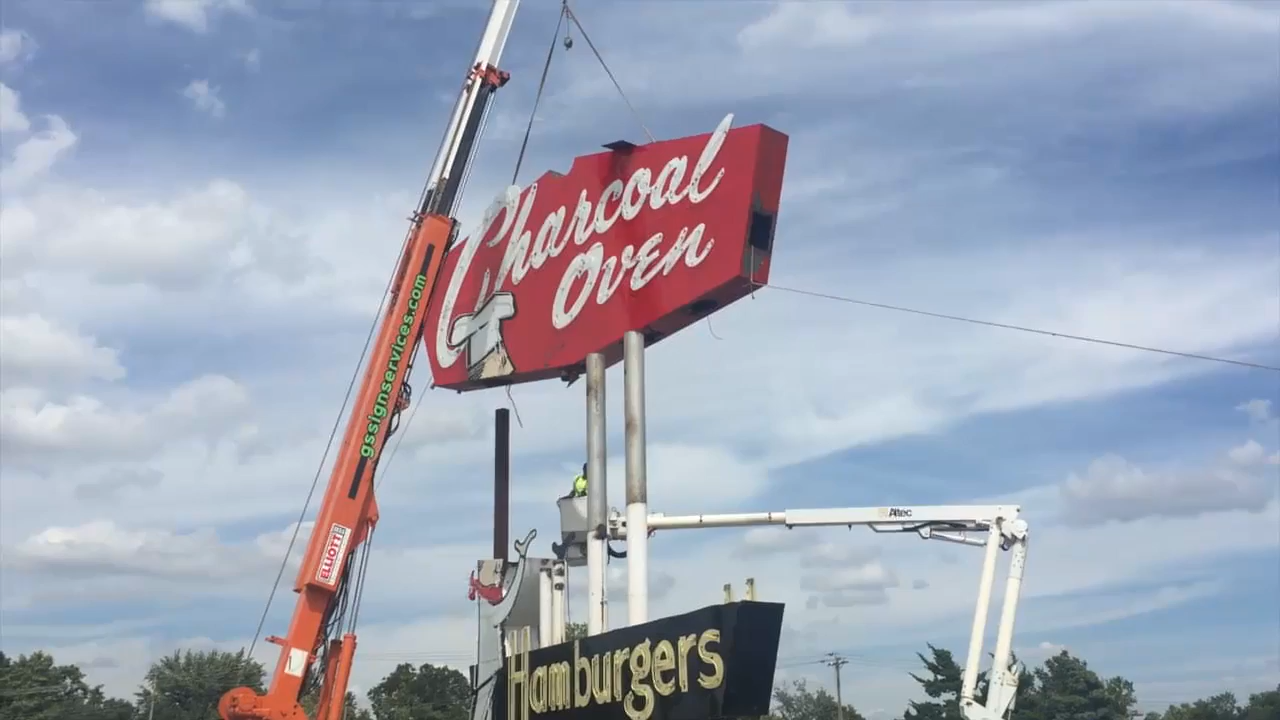 Charcoal
Oven
gssignservices.com
ELLIOTT
Altec
Hamburgers